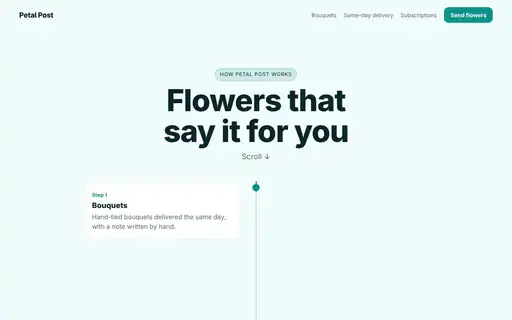 Petal Post
Bouquets
Same-day delivery
Subscriptions
Send flowers
HOW PETAL POST WORKS
Flowers that
say it for you
Scroll ↓
Step 1
Bouquets
Hand-tied bouquets delivered the same day,
with a note written by hand.